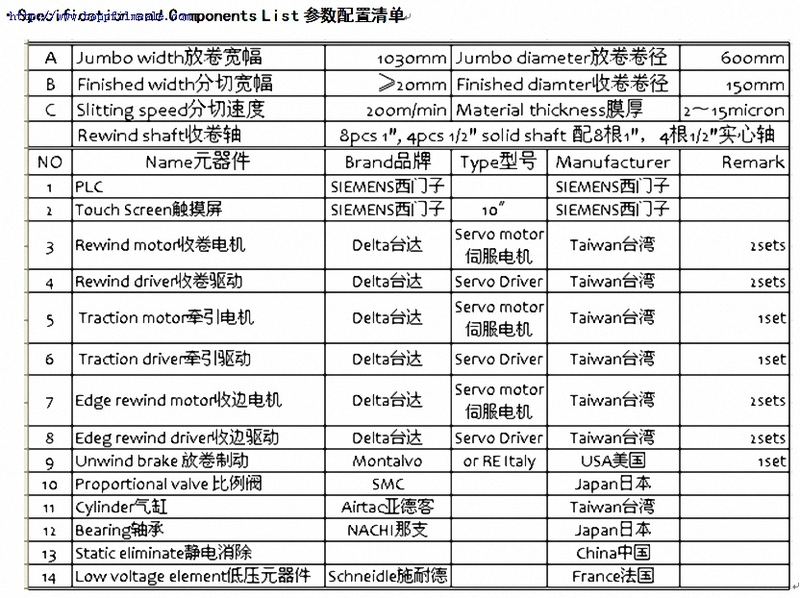 · Specification and Components List 参数配置清单
A Jumbo width放卷宽幅 1030mm Jumbo diameter放卷卷径 600mm
B Finished width分切宽幅 ≥20mm Finished diamter收卷卷径 150mm
C Slitting speed分切速度 200m/min Material thickness膜厚 2~15micron
Rewind shaft收卷轴 8pcs 1", 4pcs 1/2" solid shaft 配8根1", 4根1/2"实心轴
NO Name元器件 Brand品牌 Type型号 Manufacturer Remark
1 PLC SIEMENS西门子 SIEMENS西门子
2 Touch Screen触摸屏 SIEMENS西门子 10" SIEMENS西门子
3 Rewind motor收卷电机 Delta台达 Servo motor伺服电机 Taiwan台湾 2sets
4 Rewind driver收卷驱动 Delta台达 Servo Driver Taiwan台湾 2sets
5 Traction motor牵引电机 Delta台达 Servo motor伺服电机 Taiwan台湾 1set
6 Traction driver牵引驱动 Delta台达 Servo Driver Taiwan台湾 1set
7 Edge rewind motor收边电机 Delta台达 Servo motor伺服电机 Taiwan台湾 2sets
8 Edeg rewind driver收边驱动 Delta台达 Servo Driver Taiwan台湾 2sets
9 Unwind brake 放卷制动 Montalvo or RE Italy USA美国 1set
10 Proportional valve 比例阀 SMC Japan日本
11 Cylinder气缸 Airtac亚德客 Taiwan台湾
12 Bearing轴承 NACHI那支 Japan日本
13 Static eliminate静电消除 China中国
14 Low voltage element低压元器件 Schneidle施耐德 France法国